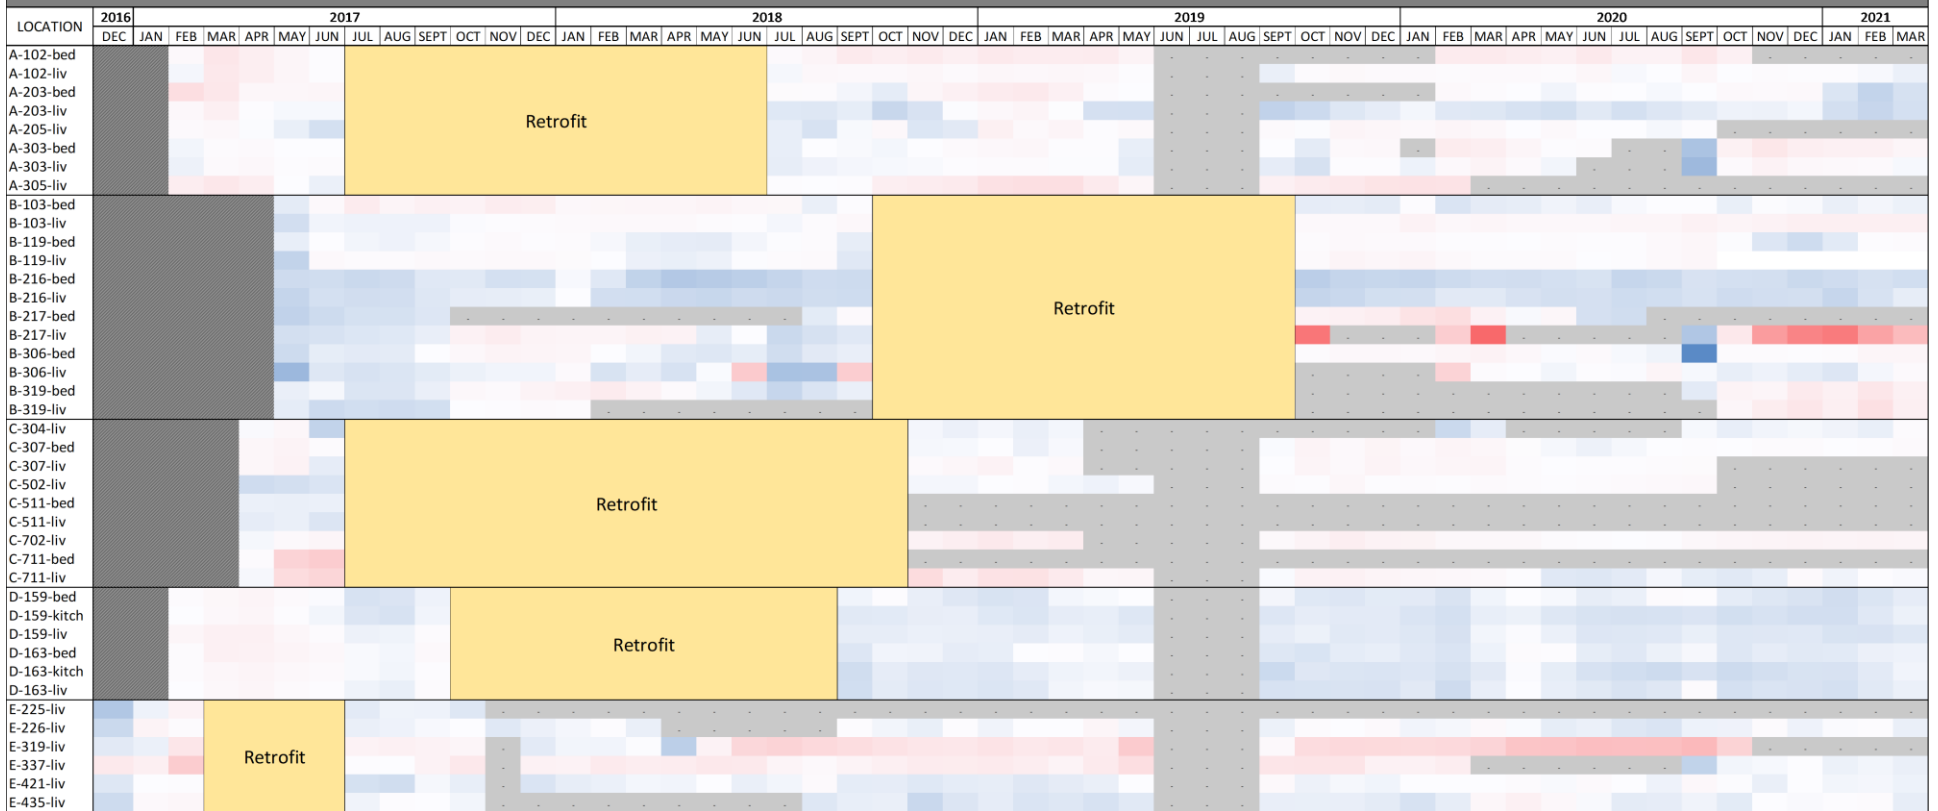 LOCATION 2016 2017 2018 2019 2020 2021
DEC JAN FEB MAR APR MAY JUN JUL AUG SEPT OCT NOV DEC JAN FEB MAR APR MAY JUN JUL AUG SEPT OCT NOV DEC JAN FEB MAR APR MAY JUN JUL AUG SEPT OCT NOV DEC JAN FEB MAR APR MAY JUN JUL AUG SEPT OCT NOV DEC JAN FEB MAR
A-102-bed
A-102-liv
A-203-bed
A-203-liv
A-205-liv
A-303-bed
A-303-liv
A-305-liv
Retrofit
B-103-bed
B-103-liv
B-119-bed
B-119-liv
B-216-bed
B-216-liv
B-217-bed
B-217-liv
B-306-bed
B-306-liv
B-319-bed
B-319-liv
Retrofit
C-304-liv
C-307-bed
C-307-liv
C-502-liv
C-511-bed
C-511-liv
C-702-liv
C-711-bed
C-711-liv
Retrofit
D-159-bed
D-159-kitch
D-159-liv
D-163-bed
D-163-kitch
D-163-liv
Retrofit
E-225-liv
E-226-liv
E-319-liv
E-337-liv
E-421-liv
E-435-liv
Retrofit